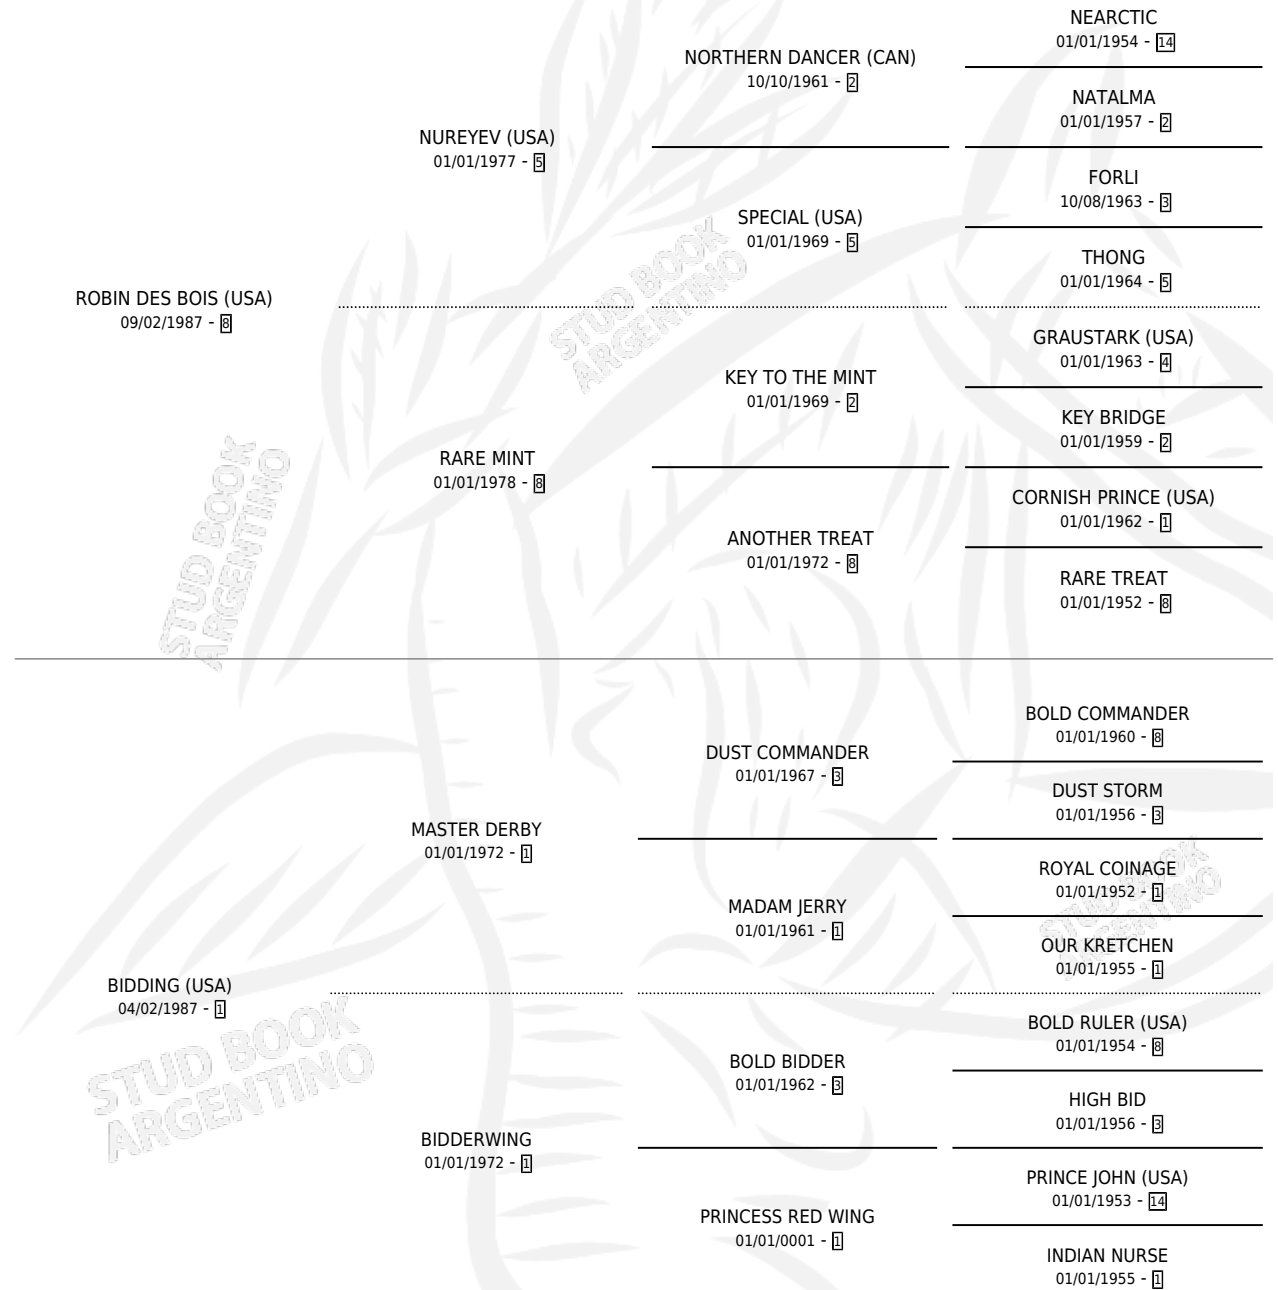 NEARCTIC
01/01/1954 - 14
NORTHERN DANCER (CAN)
10/10/1961 - 2
NATALMA
01/01/1957 - 2
NUREYEV (USA)
01/01/1977 - 5
FORLI
10/08/1963 - 3
SPECIAL (USA)
01/01/1969 - 5
THONG
01/01/1964 - 5
ROBIN DES BOIS (USA)
09/02/1987 - 8
STUD BOOK
ARGENTINO
GRAUSTARK (USA)
01/01/1963 - 4
KEY TO THE MINT
01/01/1969 - 2
KEY BRIDGE
01/01/1959 - 2
RARE MINT
01/01/1978 - 8
CORNISH PRINCE (USA)
01/01/1962 - 1
ANOTHER TREAT
01/01/1972 - 8
RARE TREAT
01/01/1952 - 8
STUD BOOK
ARGENTINO
BOLD COMMANDER
01/01/1960 - 8
DUST COMMANDER
01/01/1967 - 3
DUST STORM
01/01/1956 - 3
MASTER DERBY
01/01/1972 - 1
ROYAL COINAGE
01/01/1952 - 1
MADAM JERRY
01/01/1961 - 1
STUD BOOK
ARGENTINO
OUR KRETCHEN
01/01/1955 - 1
BIDDING (USA)
04/02/1987 - 1
STUD BOOK
ARGENTINO
BOLD RULER (USA)
01/01/1954 - 8
BOLD BIDDER
01/01/1962 - 3
HIGH BID
01/01/1956 - 3
BIDDERWING
01/01/1972 - 1
PRINCE JOHN (USA)
01/01/1953 - 14
PRINCESS RED WING
01/01/0001 - 1
INDIAN NURSE
01/01/1955 - 1